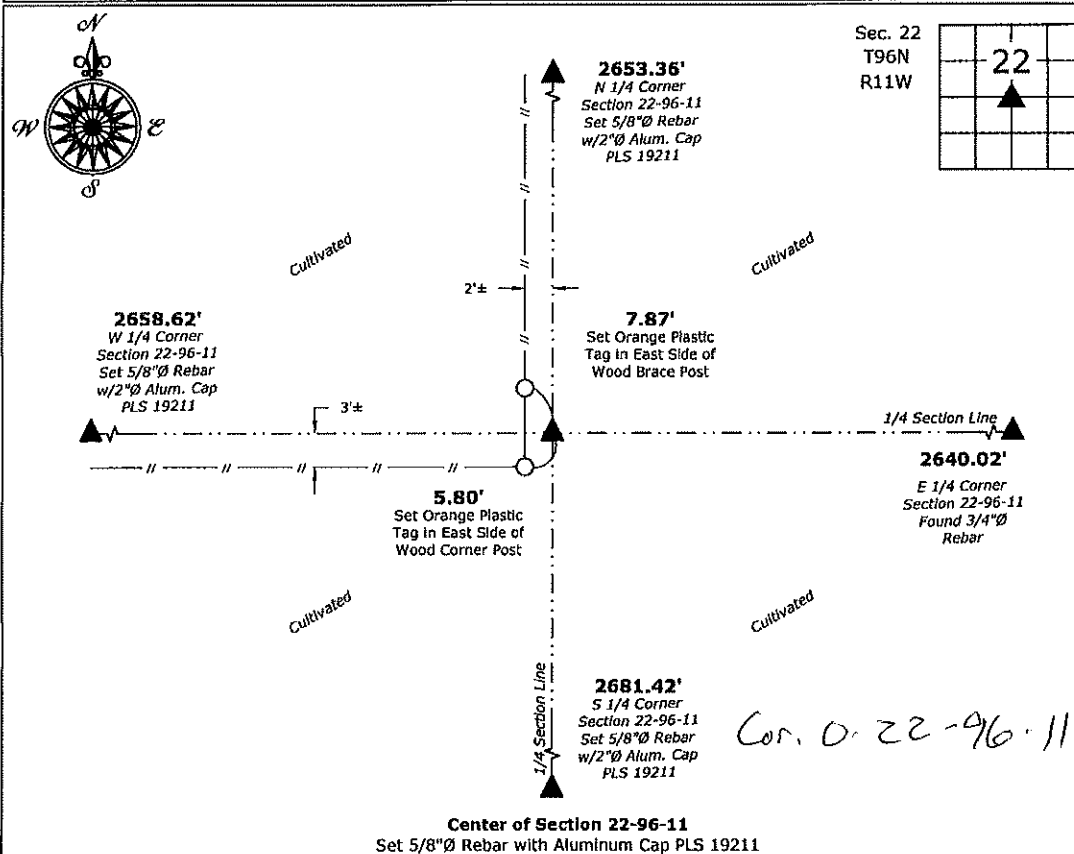 N
W
E
S
Sec. 22
T96N
R11W
22
2653.36'
N 1/4 Corner
Section 22-96-11
Set 5/8"Ø Rebar
w/2"Ø Alum. Cap
PLS 19211
Cultivated
Cultivated
2'±
2658.62'
W 1/4 Corner
Section 22-96-11
Set 5/8"Ø Rebar
w/2"Ø Alum. Cap
PLS 19211
7.87'
Set Orange Plastic
Tag in East Side of
Wood Brace Post
3'±
1/4 Section Line
2640.02'
E 1/4 Corner
Section 22-96-11
Found 3/4"Ø
Rebar
5.80'
Set Orange Plastic
Tag in East Side of
Wood Corner Post
Cultivated
Cultivated
1/4 Section Line
2681.42'
S 1/4 Corner
Section 22-96-11
Set 5/8"Ø Rebar
w/2"Ø Alum. Cap
PLS 19211
Cor. O. 22-96.11
Center of Section 22-96-11
Set 5/8"Ø Rebar with Aluminum Cap PLS 19211